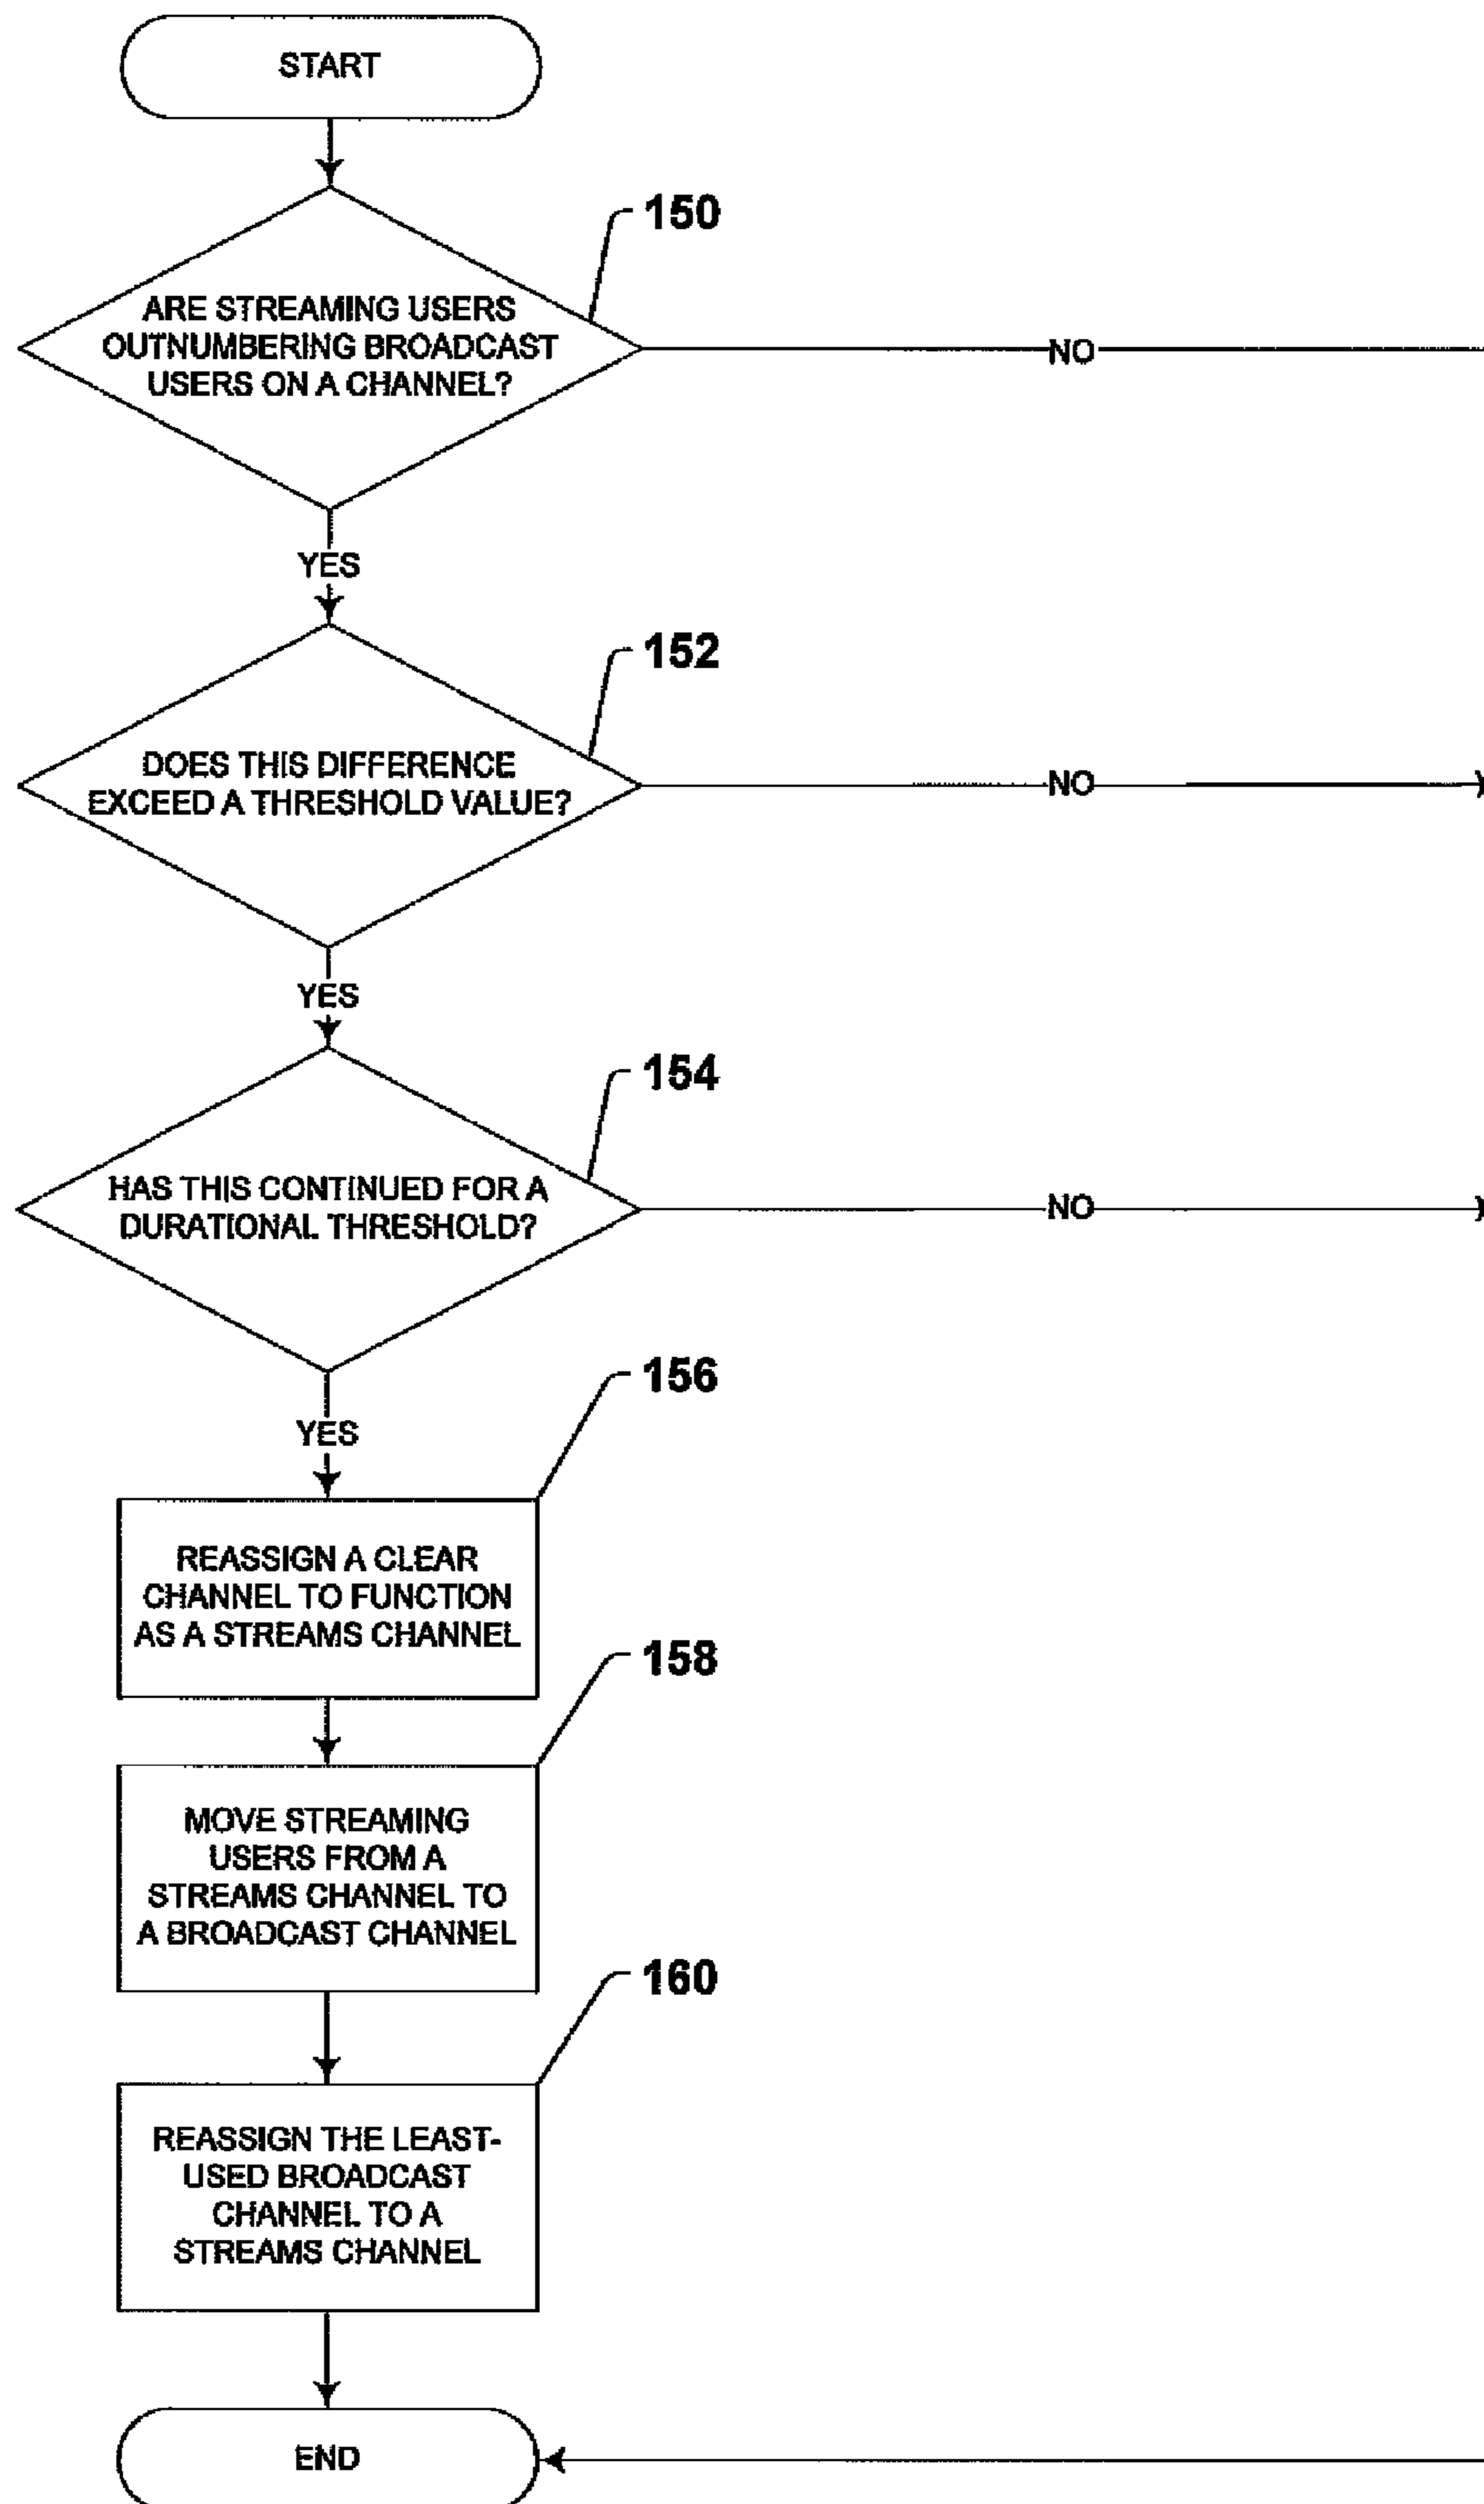 START
150
ARE STREAMING USERS
OUTNUMBERING BROADCAST
USERS ON A CHANNEL?
NO
YES
152
DOES THIS DIFFERENCE
EXCEED A THRESHOLD VALUE?
NO
YES
154
HAS THIS CONTINUED FOR A
DURATIONAL THRESHOLD?
NO
YES
156
REASSIGN A CLEAR
CHANNEL TO FUNCTION
AS A STREAMS CHANNEL
158
MOVE STREAMING
USERS FROM A
STREAMS CHANNEL TO
A BROADCAST CHANNEL
160
REASSIGN THE LEAST-
USED BROADCAST
CHANNEL TO A
STREAMS CHANNEL
END